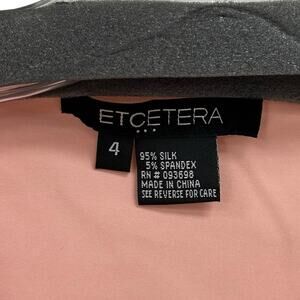 ETCETERA
4
95% SILK
5% SPANDEX
RN # 093698
MADE IN CHINA
SEE REVERSE FOR CARE